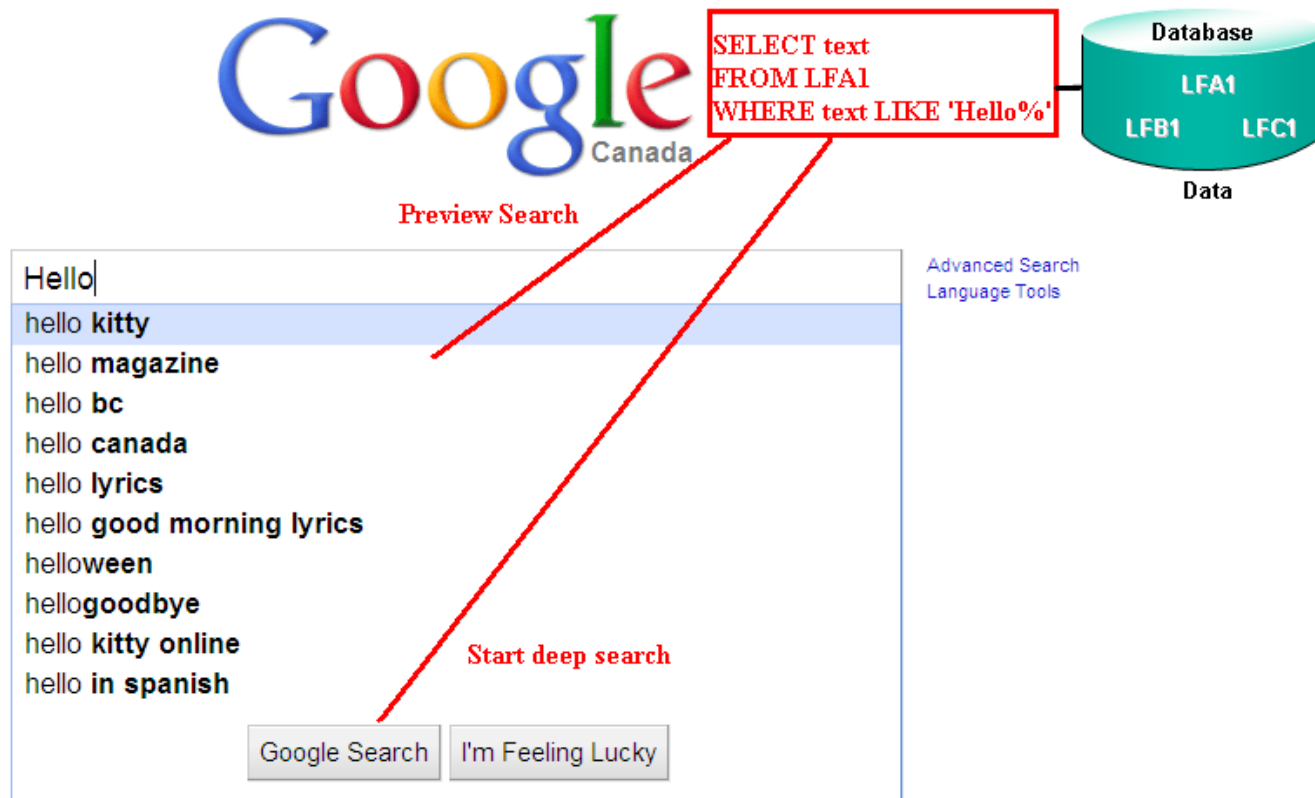 Google
Canada
SELECT text
FROM LFA1
WHERE text LIKE 'Hello%'
Database
LFA1
LFB1 LFC1
Data
Preview Search
Hello
Advanced Search
Language Tools
hello kitty
hello magazine
hello bc
hello canada
hello lyrics
hello good morning lyrics
helloween
hellogoodbye
hello kitty online
hello in spanish
Start deep search
Google Search I'm Feeling Lucky